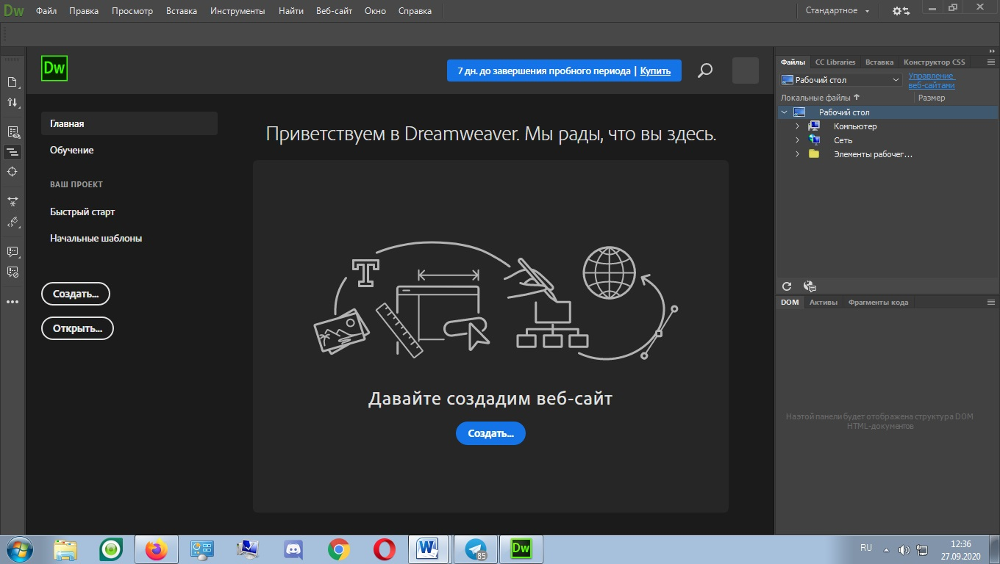 Dw Файл Правка Просмотр Вставка Инструменты Найти Веб-сайт Окно Справка Стандартное
Dw
7 дн. до завершения пробного периода | Купить
Главная
Обучение
ВАШ ПРОЕКТ
Быстрый старт
Начальные шаблоны
Создать...
Открыть...
Приветствуем в Dreamweaver. Мы рады, что вы здесь.
T
Давайте создадим веб-сайт
Создать...
Файлы CC Libraries Вставка Конструктор CSS
Рабочий стол
Управление
веб-сайтами
Локальные файлы Размер
Рабочий стол
Компьютер
Сеть
Элементы рабочег...
DOM Активы Фрагменты кода
На этой панели будет отображена структура DOM
HTML-документов
W
85
Dw
RU
12:36
27.09.2020